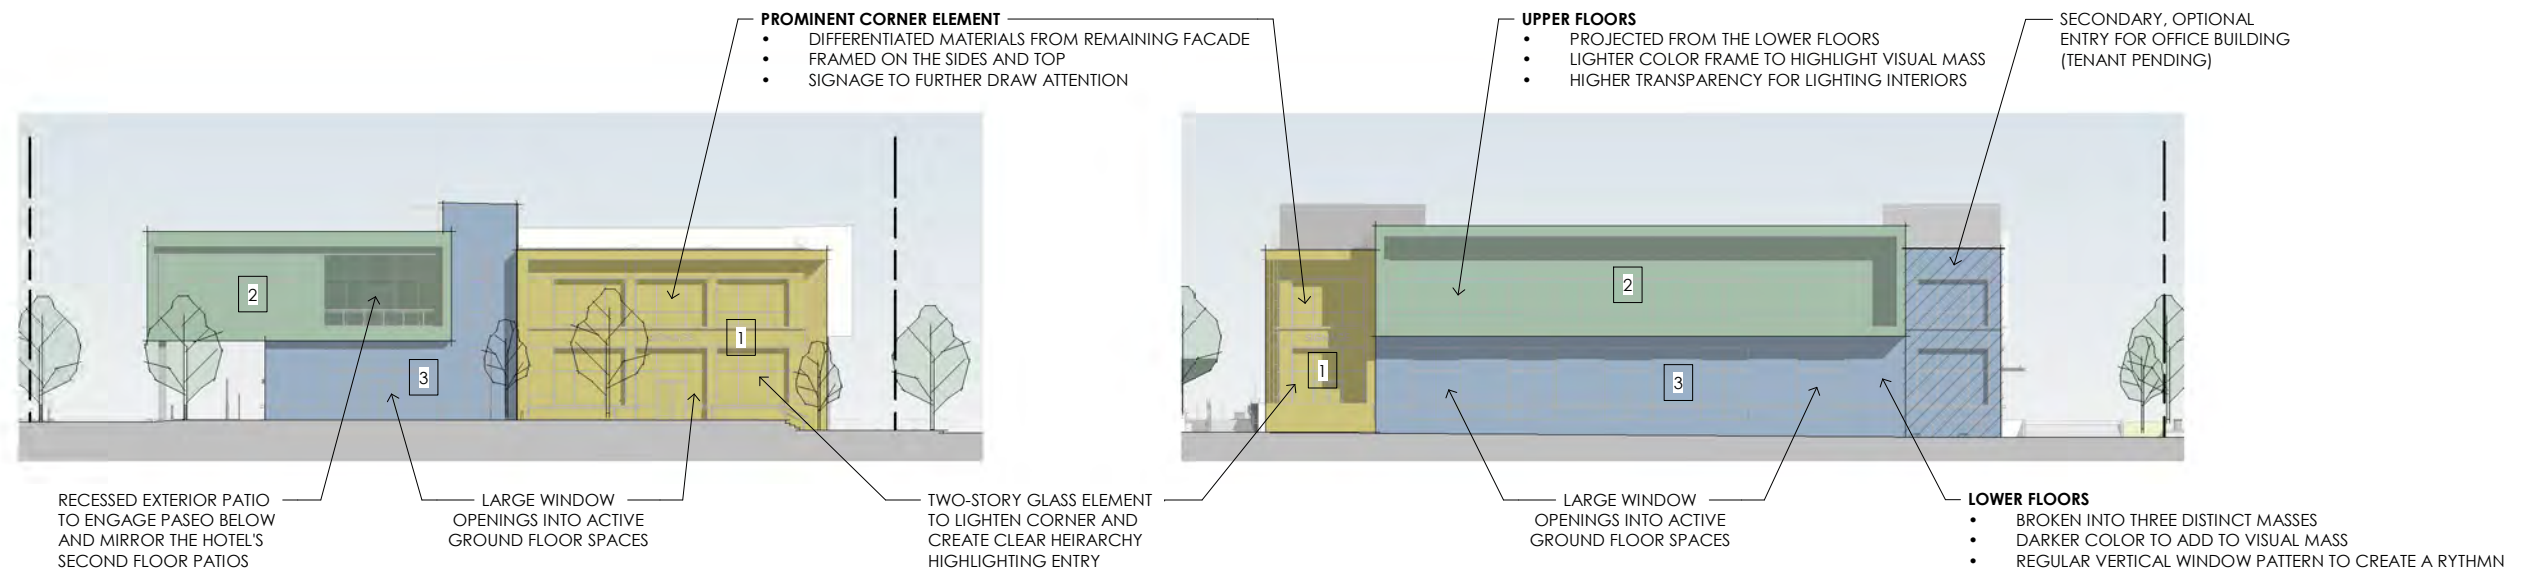 PROMINENT CORNER ELEMENT
• DIFFERENTIATED MATERIALS FROM REMAINING FACADE
• FRAMED ON THE SIDES AND TOP
• SIGNAGE TO FURTHER DRAW ATTENTION
UPPER FLOORS
• PROJECTED FROM THE LOWER FLOORS
• LIGHTER COLOR FRAME TO HIGHLIGHT VISUAL MASS
• HIGHER TRANSPARENCY FOR LIGHTING INTERIORS
SECONDARY, OPTIONAL
ENTRY FOR OFFICE BUILDING
(TENANT PENDING)
2
1
3
2
1
3
RECESSED EXTERIOR PATIO
TO ENGAGE PASEO BELOW
AND MIRROR THE HOTEL'S
SECOND FLOOR PATIOS
LARGE WINDOW
OPENINGS INTO ACTIVE
GROUND FLOOR SPACES
TWO-STORY GLASS ELEMENT
TO LIGHTEN CORNER AND
CREATE CLEAR HEIRARCHY
HIGHLIGHTING ENTRY
LARGE WINDOW
OPENINGS INTO ACTIVE
GROUND FLOOR SPACES
LOWER FLOORS
• BROKEN INTO THREE DISTINCT MASSES
• DARKER COLOR TO ADD TO VISUAL MASS
• REGULAR VERTICAL WINDOW PATTERN TO CREATE A RYTHMN